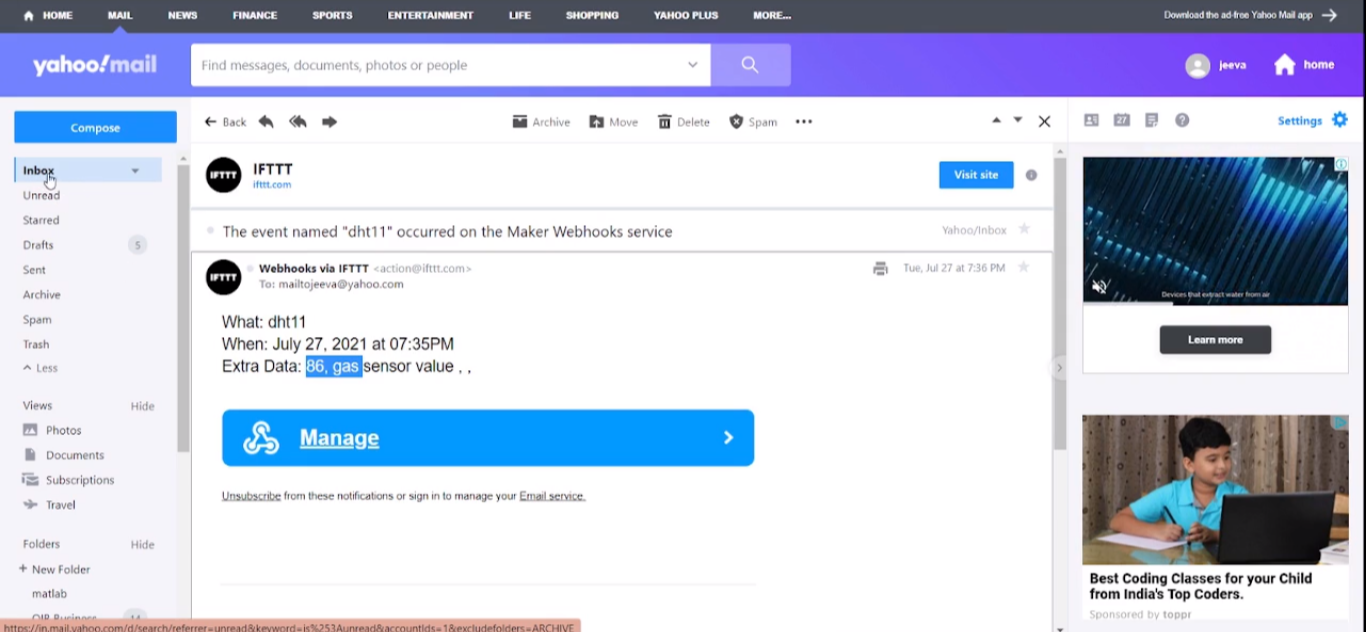 HOME MAIL NEWS FINANCE SPORTS ENTERTAINMENT LIFE SHOPPING YAHOO PLUS MORE... Download the ad-free Yahoo Mail app
yahoo!mail
Find messages, documents, photos or people
jeeva
home
Compose
Back
Archive Move Delete Spam
27
Settings
Inbox
Unread
Starred
Drafts 5
Sent
Archive
Spam
Trash
Less
Views Hide
Photos
Documents
Subscriptions
Travel
Folders Hide
+ New Folder
matlab
OIR Business 14
IFTTT
IFTTT
ifttt.com
Visit site
The event named "dht11" occurred on the Maker Webhooks service
Yahoo/Inbox
IFTTT
Webhooks via IFTTT <action@ifttt.com>
To: mailtojeeva@yahoo.com
Tue, Jul 27 at 7:36 PM
What: dht11
When: July 27, 2021 at 07:35PM
Extra Data: 86, gas sensor value , ,
Manage
Unsubscribe from these notifications or sign in to manage your Email service.
Devices that extract water from air
Learn more
Best Coding Classes for your Child
from India's Top Coders.
Sponsored by toppr
https://in.mail.yahoo.com/d/search/referrer=unread&keyword=is%253Aunread&accountIds=1&excludefolders=ARCHIVE